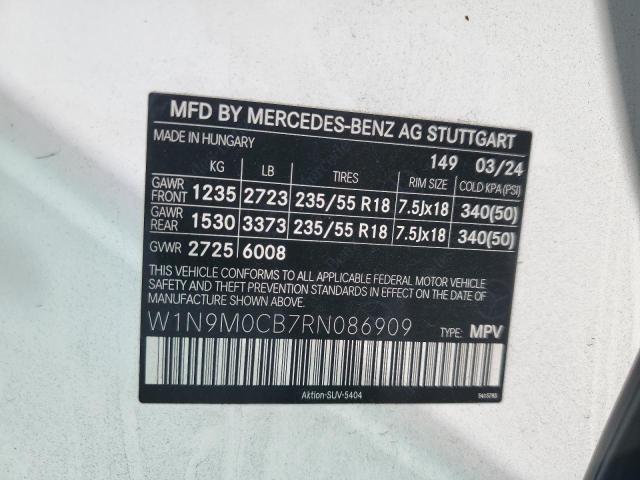 MFD BY MERCEDES-BENZ AG STUTTGART
MADE IN HUNGARY 149 03/24
KG LB TIRES RIM SIZE COLD KPA(PSI)
GAWR FRONT 1235 2723 235/55 R18 7.5Jx18 340(50)
GAWR REAR 1530 3373 235/55 R18 7.5Jx18 340(50)
GVWR 2725 6008
THIS VEHICLE CONFORMS TO ALL APPLICABLE FEDERAL MOTOR VEHICLE
SAFETY AND THEFT PREVENTION STANDARDS IN EFFECT ON THE DATE OF
MANUFACTURE SHOWN ABOVE.
W1N9M0CB7RN086909 TYPE: MPV
Aktion-SUV-5404